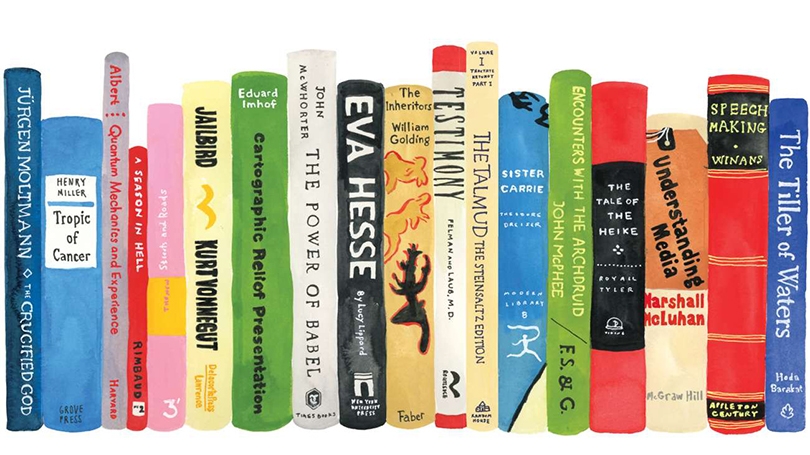 JÜRGEN MOLTMANN ◇ THE CRUCIFIED GOD
HENRY
MILLER
Tropic
of
Cancer
GROVE
PRESS
Albert : Quantum Mechanics and Experience
HARVARD
A SEASON IN HELL
RIMBAUD
3'
JAILBIRD
KURT VONNEGUT
Eduard
Imhof
Cartographic Relief Presentation
JOHN
McWHORTER
THE POWER OF BABEL
TIMES BOOKS
EVA HESSE
By Lucy Lippard
NEW YORK
UNIVERSITY
PRESS
The
Inheritors
William
Golding
Faber
TESTIMONY
FELMAN AND LAUB, M.D.
VOLUME
I
PART I
THE TALMUD THE STEINSALTZ EDITION
RANDOM
HOUSE
SISTER
CARRIE
THEODORE
DREISER
MODERN
LIBRARY
8
ENCOUNTERS WITH THE ARCHDRUID
JOHN MCPHEE
F.S.&G.
THE
TALE OF
THE
HEIKE
ROYALL
TYLER
Understanding
Media
Marshall
McLuhan
McGraw Hill
SPEECH
MAKING
WINANS
APPLETON
CENTURY
The Tiller of Waters
Hoda
Barakat